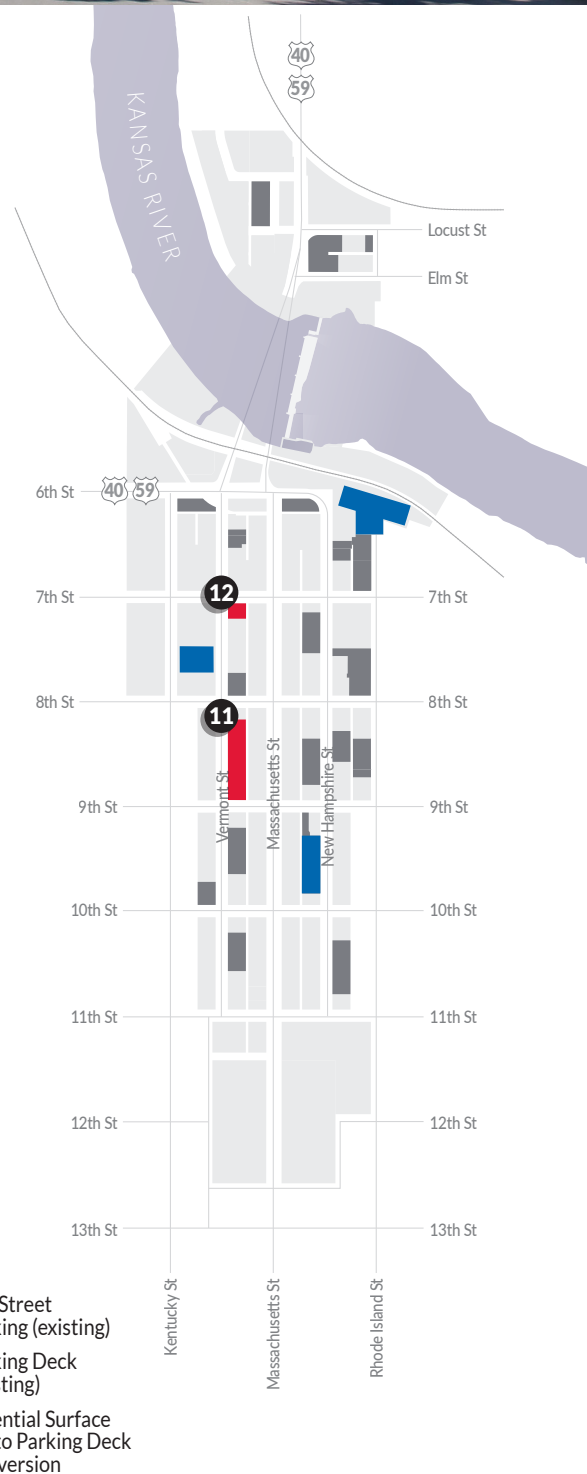 40
59
KANSAS RIVER
Locust St
Elm St
6th St
40 59
12
7th St
7th St
11
8th St
8th St
Vermont St
Massachusetts St
New Hampshire St
9th St
9th St
10th St
10th St
11th St
11th St
12th St
12th St
13th St
13th St
Kentucky St
Massachusetts St
Rhode Island St
Street
king (existing)
king Deck
sting)
ential Surface
to Parking Deck
version